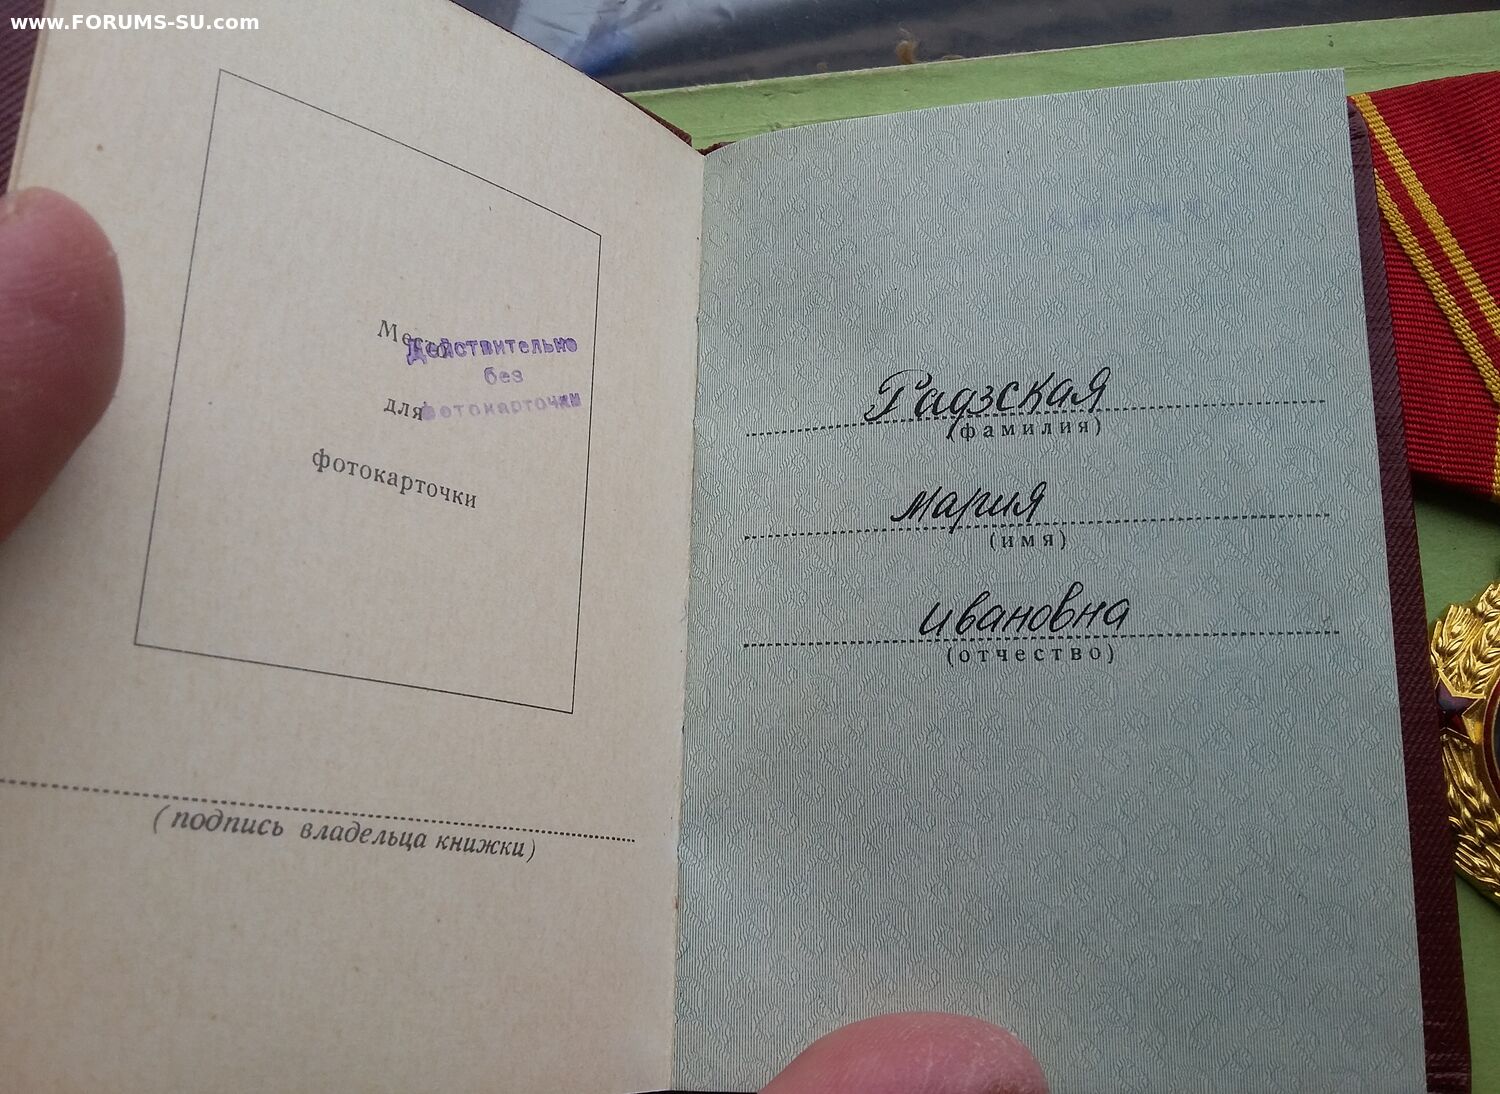 www.FORUMS-SU.com
Место
Действительно
без
для
фотокарточки
фотокарточки
(подпись владельца книжки)
Радзская
(фамилия)
Мария
(имя)
Ивановна
(отчество)